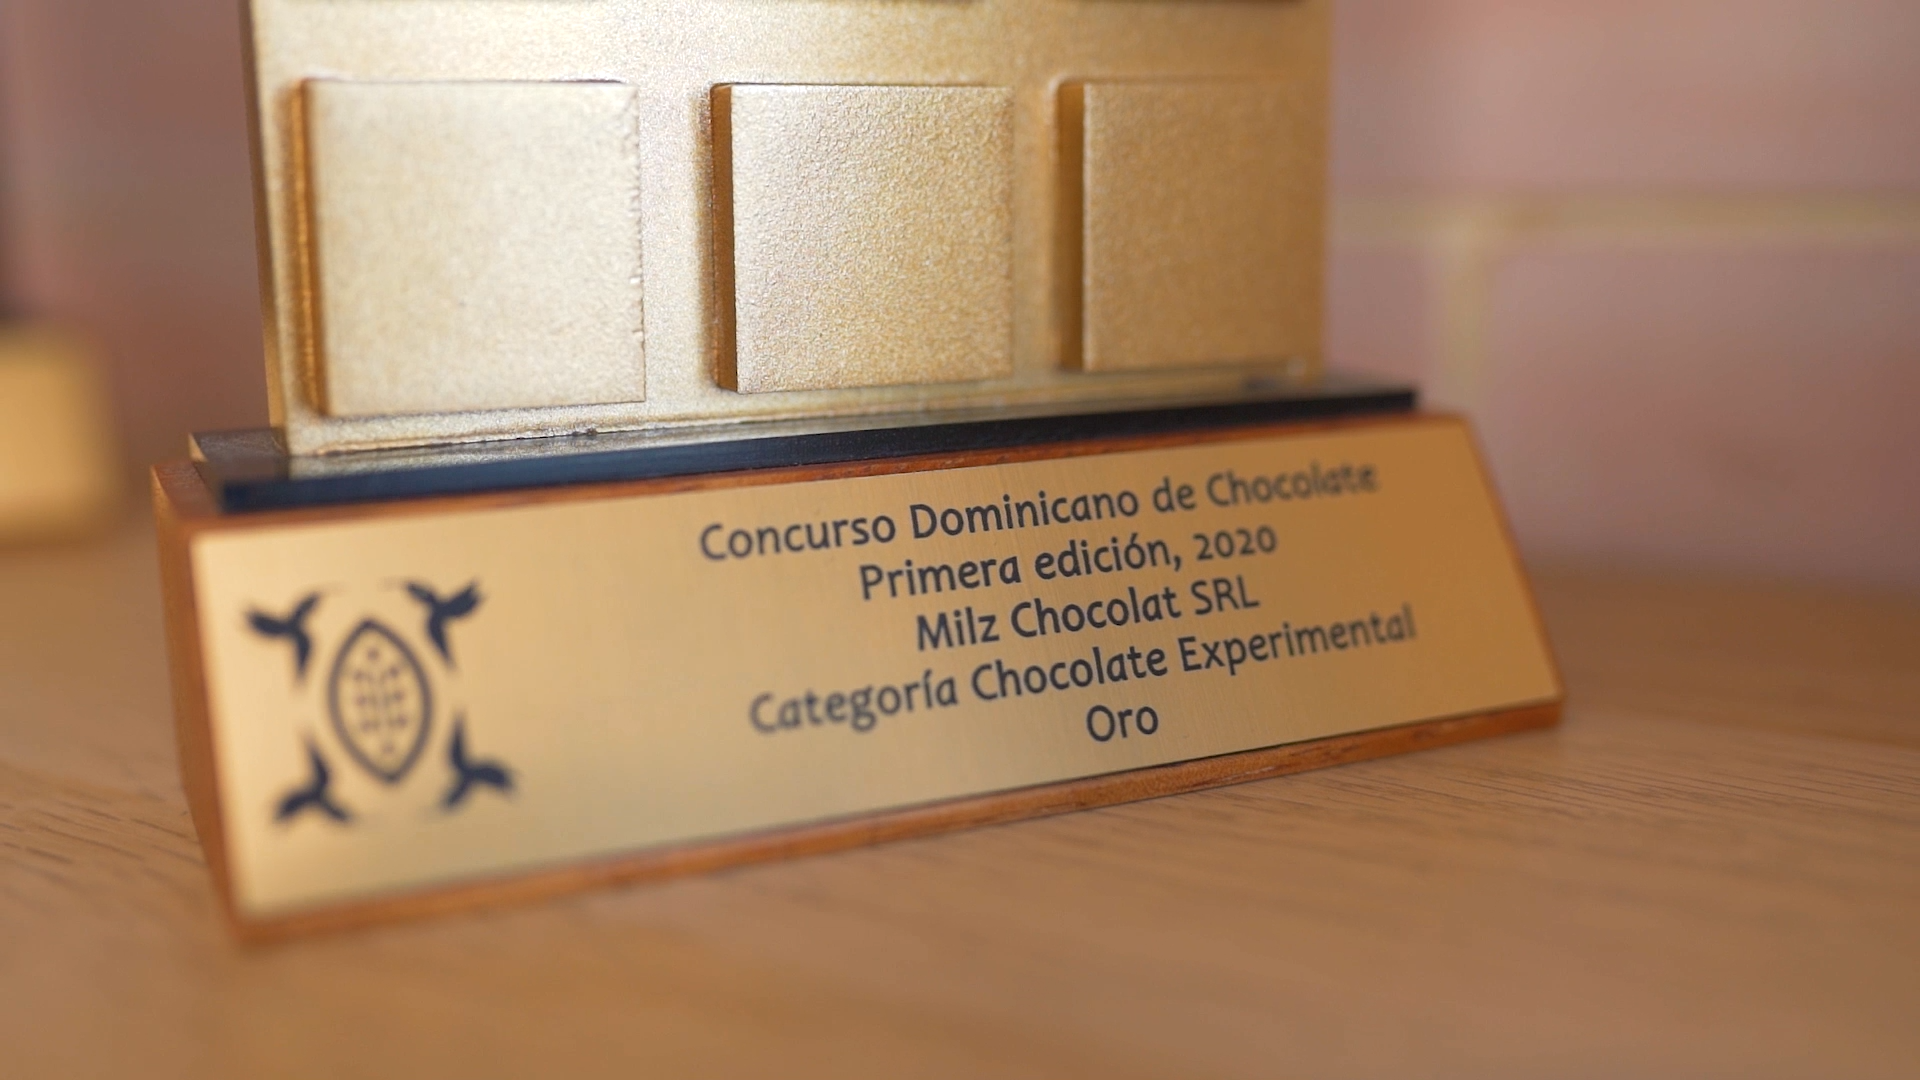 Concurso Dominicano de Chocolate
Primera edición, 2020
Milz Chocolat SRL
Categoría Chocolate Experimental
Oro